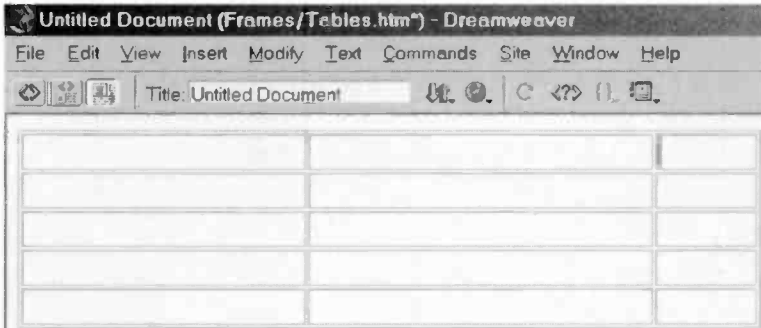 Untitled Document (Frames/Tables.htm*) - Dreamweaver
File Edit View Insert Modify Text Commands Site Window Help
Title: Untitled Document